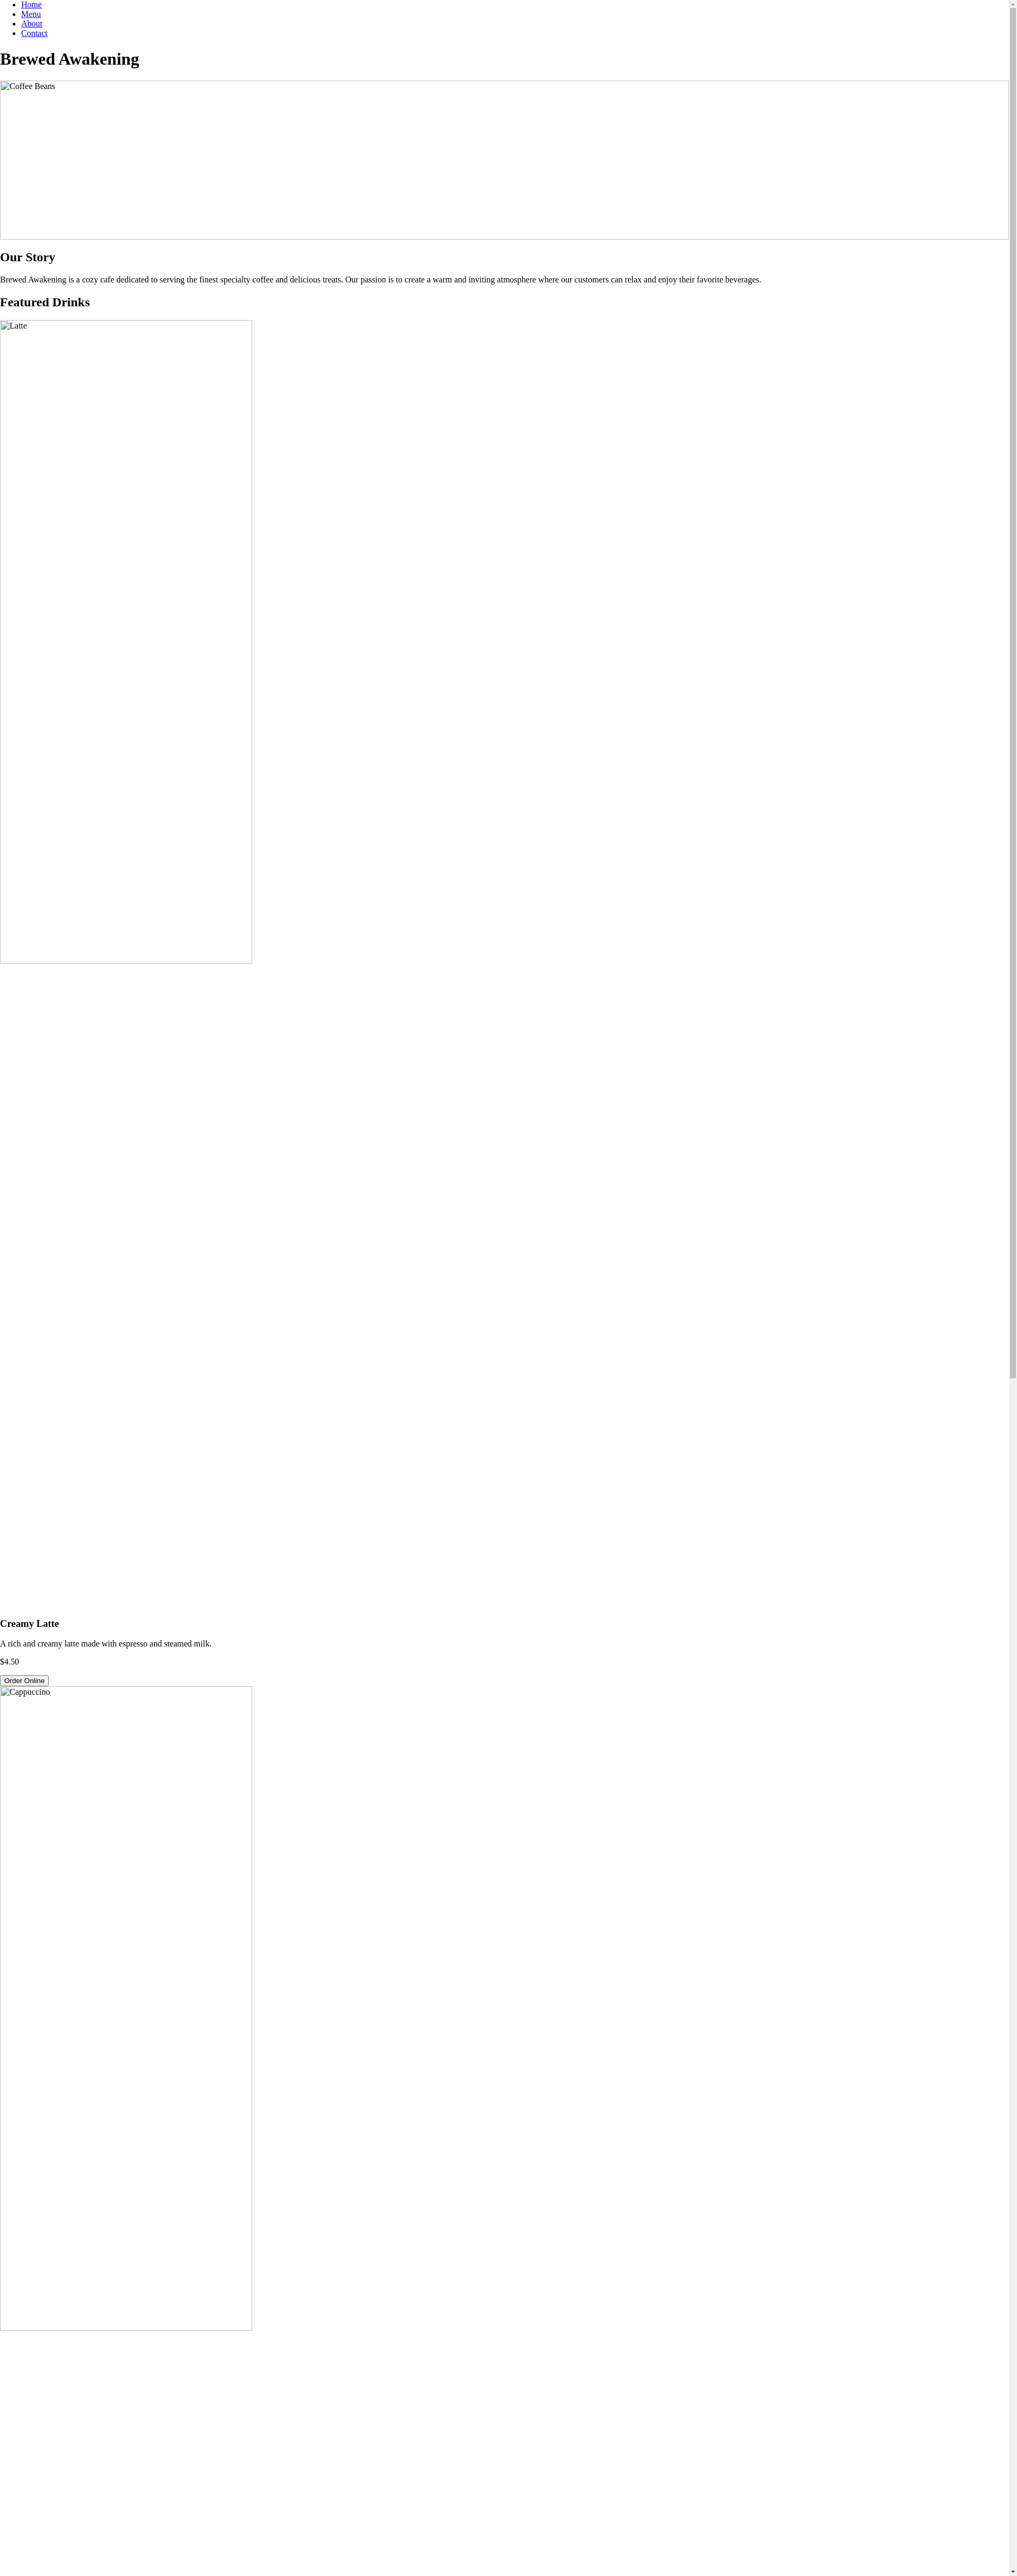 Home
Menu
About
Contact
Brewed Awakening
Coffee Beans
Our Story
Brewed Awakening is a cozy cafe dedicated to serving the finest specialty coffee and delicious treats. Our passion is to create a warm and inviting atmosphere where our customers can relax and enjoy their favorite beverages.
Featured Drinks
Latte
Creamy Latte
A rich and creamy latte made with espresso and steamed milk.
$4.50
Order Online
Cappuccino